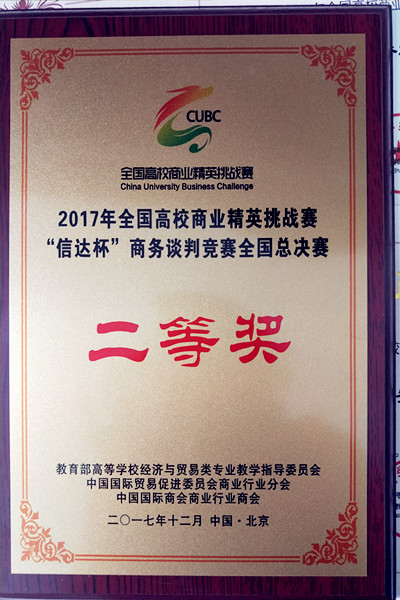 CUBC
全国高校商业精英挑战赛
China University Business Challenge
2017年全国高校商业精英挑战赛
“信达杯”商务谈判竞赛全国总决赛
二等奖
教育部高等学校经济与贸易类专业教学指导委员会
中国国际贸易促进委员会商业行业分会
中国国际商会商业行业商会
二〇一七年十二月 中国·北京